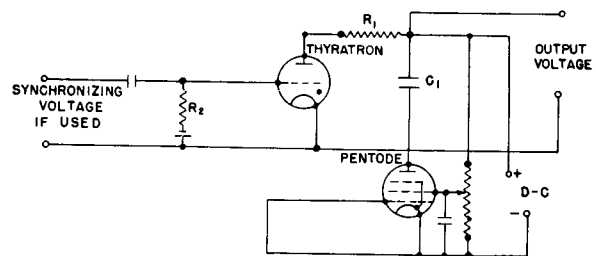 R1
THYRATRON
OUTPUT
VOLTAGE
C1
SYNCHRONIZING
VOLTAGE
IF USED
R2
PENTODE
+
D-C
-